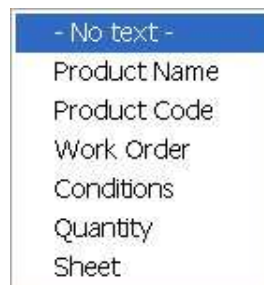 - No text -
Product Name
Product Code
Work Order
Conditions
Quantity
Sheet